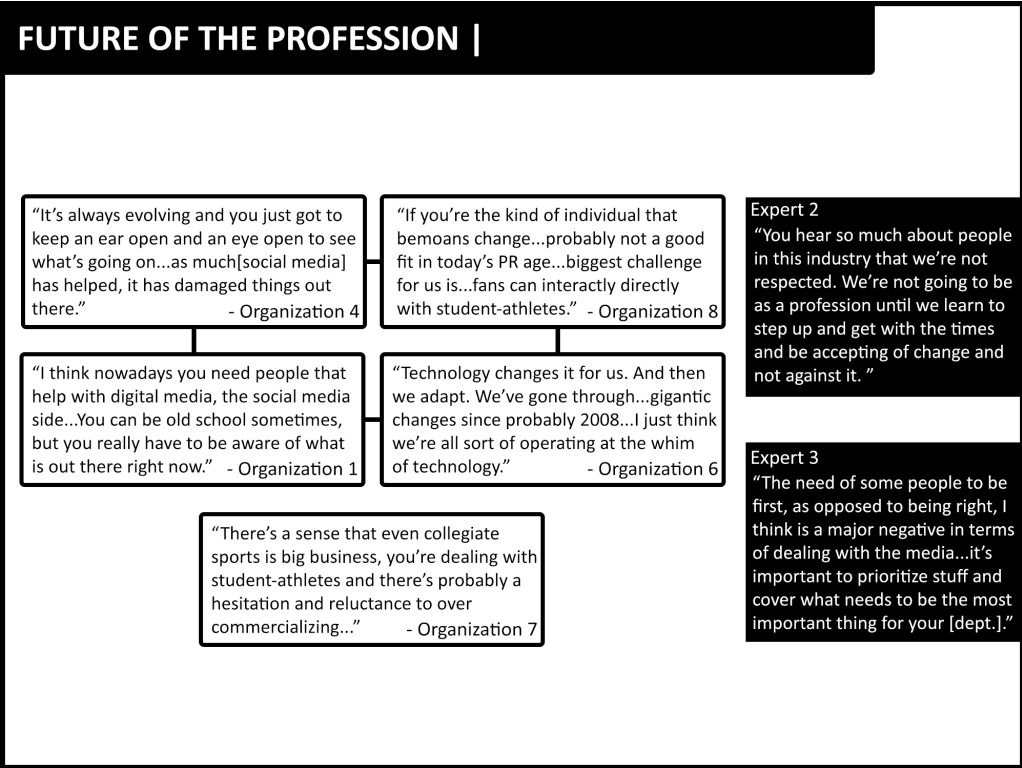 FUTURE OF THE PROFESSION |
“It’s always evolving and you just got to
keep an ear open and an eye open to see
what’s going on...as much[social media]
has helped, it has damaged things out
there.” - Organization 4
“If you’re the kind of individual that
bemoans change...probably not a good
fit in today’s PR age...biggest challenge
for us is...fans can interactly directly
with student-athletes.” - Organization 8
“I think nowadays you need people that
help with digital media, the social media
side...You can be old school sometimes,
but you really have to be aware of what
is out there right now.” - Organization 1
“Technology changes it for us. And then
we adapt. We’ve gone through...gigantic
changes since probably 2008...I just think
we’re all sort of operating at the whim
of technology.” - Organization 6
“There’s a sense that even collegiate
sports is big business, you’re dealing with
student-athletes and there’s probably a
hesitation and reluctance to over
commercializing...” - Organization 7
Expert 2
“You hear so much about people
in this industry that we’re not
respected. We’re not going to be
as a profession until we learn to
step up and get with the times
and be accepting of change and
not against it. ”
Expert 3
“The need of some people to be
first, as opposed to being right, I
think is a major negative in terms
of dealing with the media...it’s
important to prioritize stuff and
cover what needs to be the most
important thing for your [dept.].”